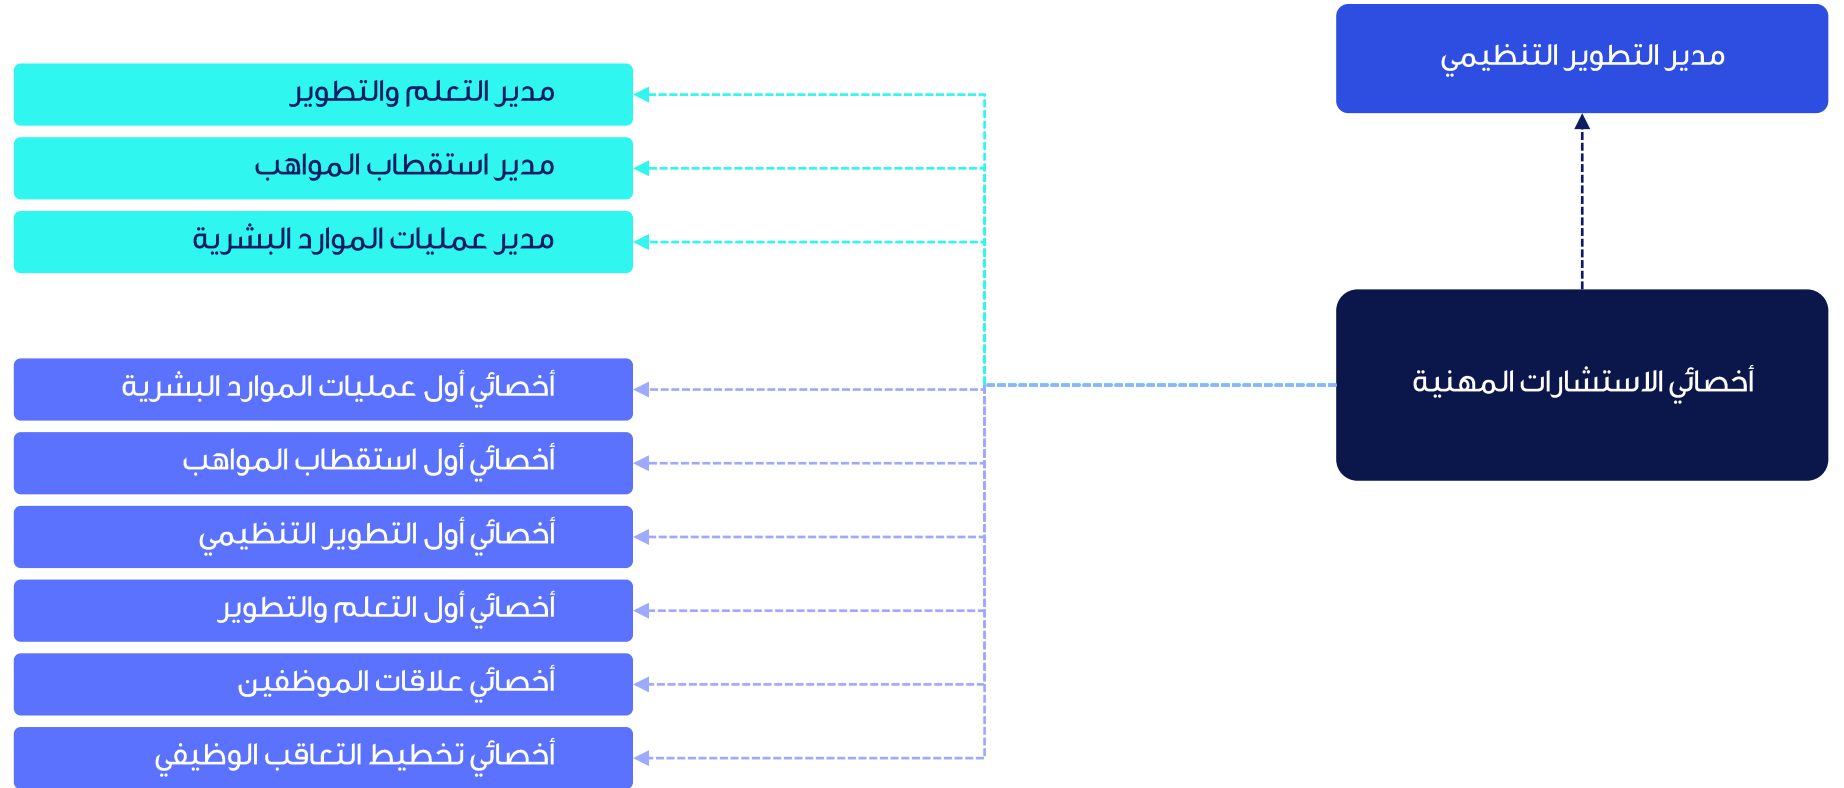 مدير التطوير التنظيمي
أخصائي الاستشارات المهنية
مدير التعلم والتطوير
مدير استقطاب المواهب
مدير عمليات الموارد البشرية
أخصائي أول عمليات الموارد البشرية
أخصائي أول استقطاب المواهب
أخصائي أول التطوير التنظيمي
أخصائي أول التعلم والتطوير
أخصائي علاقات الموظفين
أخصائي تخطيط التعاقب الوظيفي